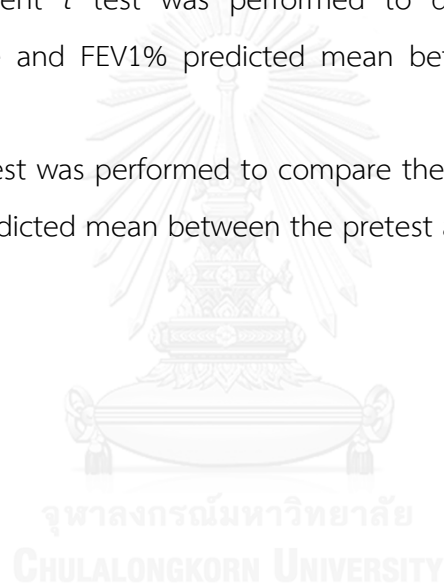 ent t test was performed to d
and FEV1% predicted mean bet
est was performed to compare the
dicted mean between the pretest a
จุฬาลงกรณ์มหาวิทยาลัย
CHULALONGKORN UNIVERSITY